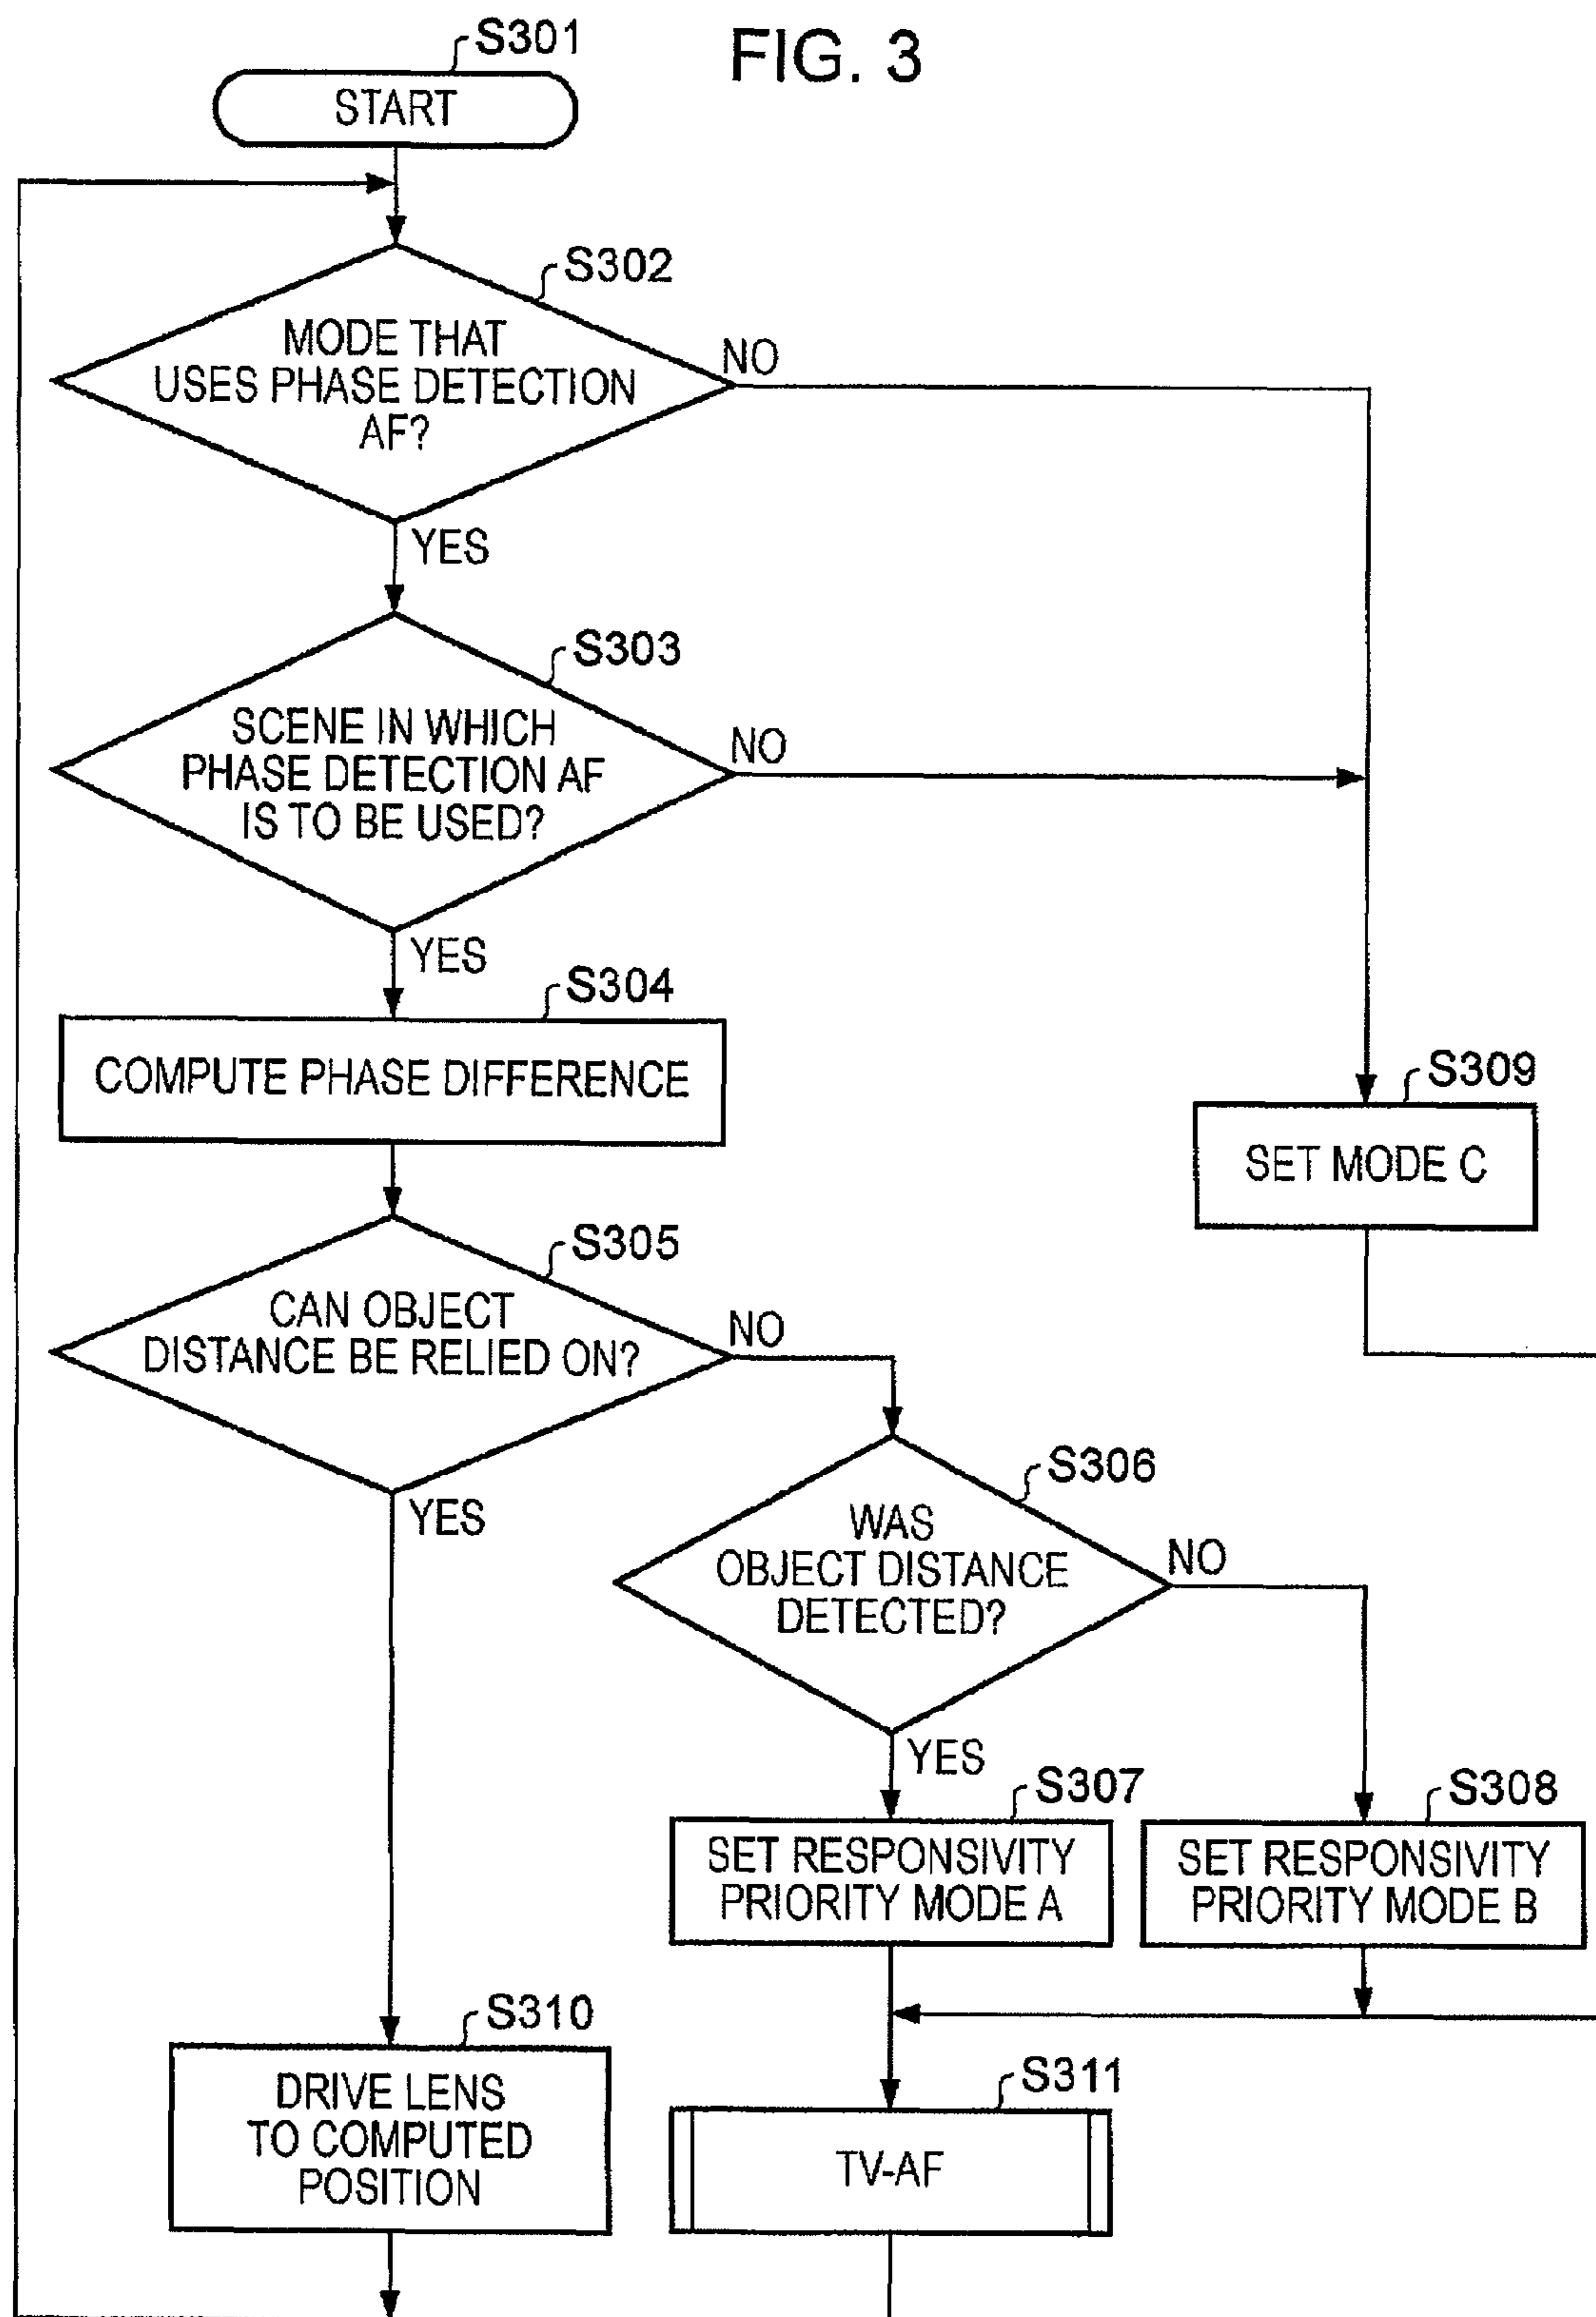 FIG. 3
S301
START
S302
MODE THAT
USES PHASE DETECTION
AF?
NO
YES
S303
SCENE IN WHICH
PHASE DETECTION AF
IS TO BE USED?
NO
YES
S304
COMPUTE PHASE DIFFERENCE
S309
SET MODE C
S305
CAN OBJECT
DISTANCE BE RELIED ON?
NO
YES
S306
WAS
OBJECT DISTANCE
DETECTED?
NO
YES
S307
SET RESPONSIVITY
PRIORITY MODE A
S308
SET RESPONSIVITY
PRIORITY MODE B
S310
DRIVE LENS
TO COMPUTED
POSITION
S311
TV-AF